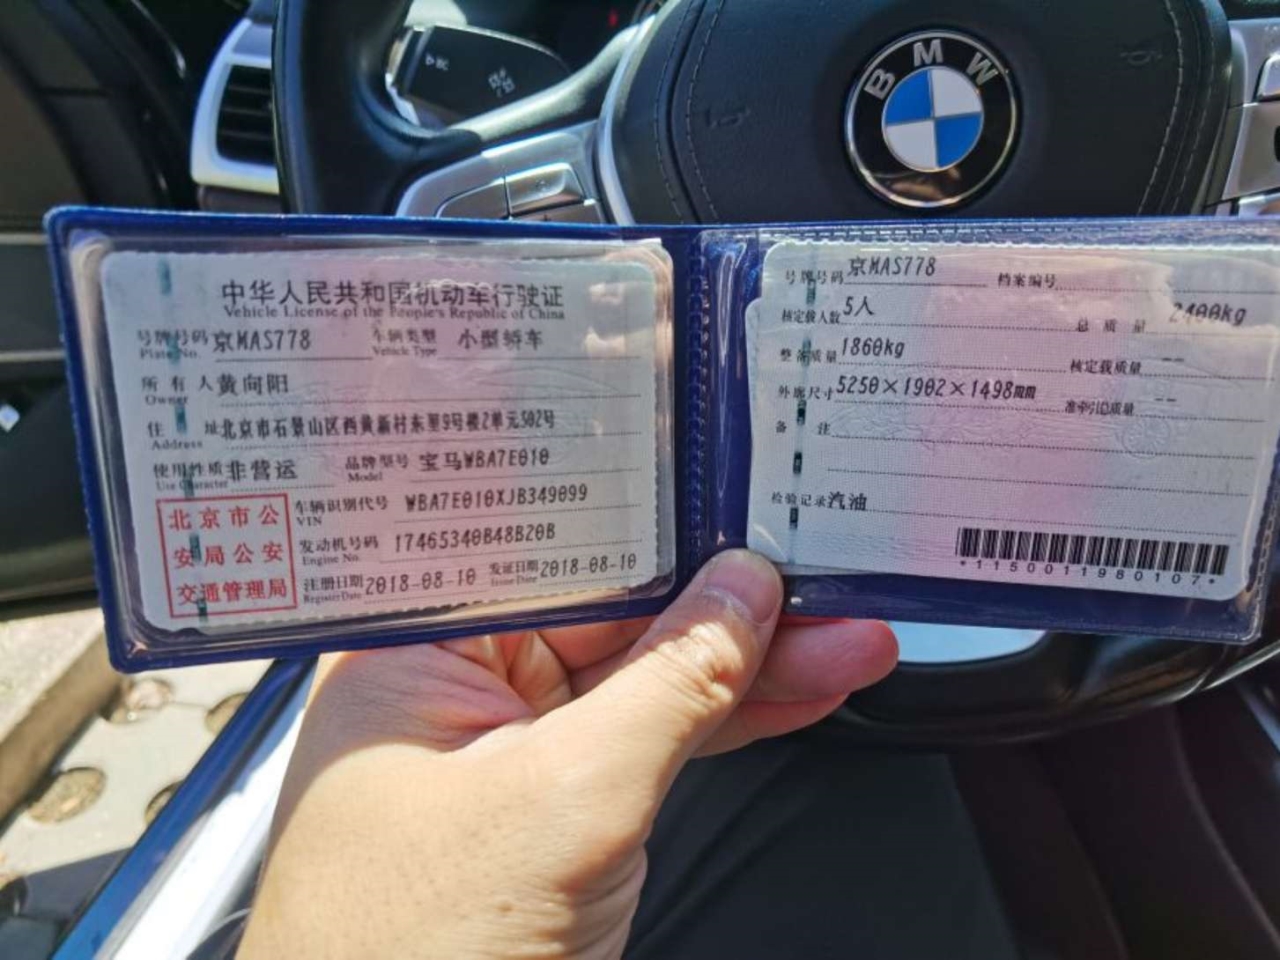 BMW
中华人民共和国机动车行驶证
Vehicle License of the People's Republic of China
号牌号码 京MAS778 车辆类型 小型轿车
Plate No. Vehicle Type
所有人 黄向阳
Owner
住址 北京市石景山区西黄新村东里9号楼2单元502号
Address
使用性质 非营运 品牌型号 宝马WBA7E010
Use Character Model
北京市公
安局公安
交通管理局
车辆识别代号 WBA7E010XJB349099
VIN
发动机号码 17465340B48B20B
Engine No.
注册日期 2018-08-10 发证日期 2018-08-10
Register Date Issue Date
号牌号码 京MAS778 档案编号
核定载人数 5人 总质量 2400kg
整备质量 1860kg 核定载质量 --
外廓尺寸 5250×1902×1498mm 准牵引总质量 --
备注
检验记录 汽油
*1150011980107*